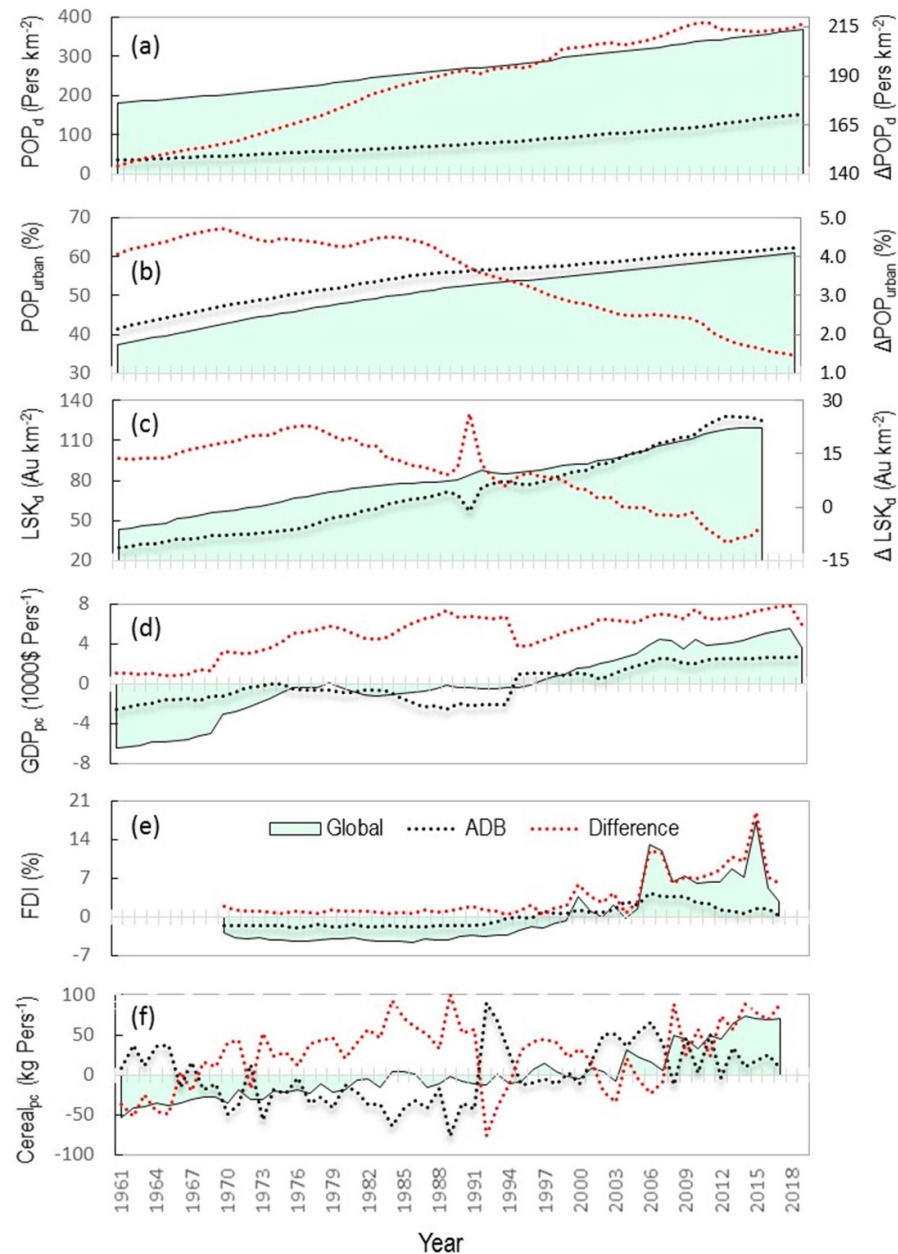 (a)
POPd (Pers km-2)
400
300
200
100
0
215
190
165
140
ΔPOPd (Pers km-2)
(b)
POPurban (%)
70
60
50
40
30
5.0
4.0
3.0
2.0
1.0
ΔPOPurban (%)
(c)
LSKd (Au km-2)
140
110
80
50
20
30
15
0
-15
Δ LSKd (Au km-2)
(d)
GDPpc (1000$ Pers-1)
8
4
0
-4
-8
(e)
Global ADB Difference
FDI (%)
21
14
7
0
-7
(f)
Cerealpc (kg Pers-1)
100
50
0
-50
-100
1961 1964 1967 1970 1973 1976 1979 1982 1985 1988 1991 1994 1997 2000 2003 2006 2009 2012 2015 2018
Year